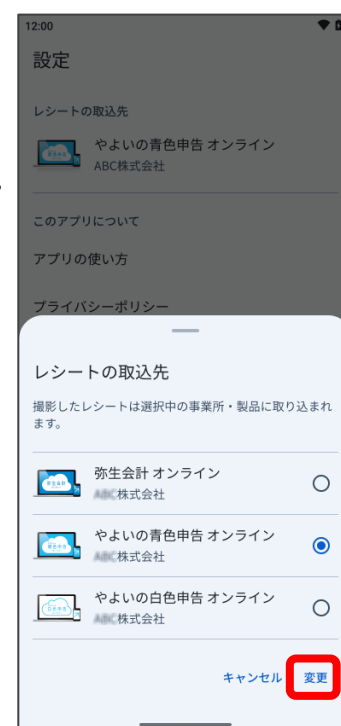 12:00
設定
レシートの取込先
やよいの青色申告 オンライン
ABC株式会社
このアプリについて
アプリの使い方
プライバシーポリシー
レシートの取込先
撮影したレシートは選択中の事業所・製品に取り込まれ
ます。
弥生会計 オンライン
株式会社
やよいの青色申告 オンライン
株式会社
やよいの白色申告 オンライン
株式会社
キャンセル 変更